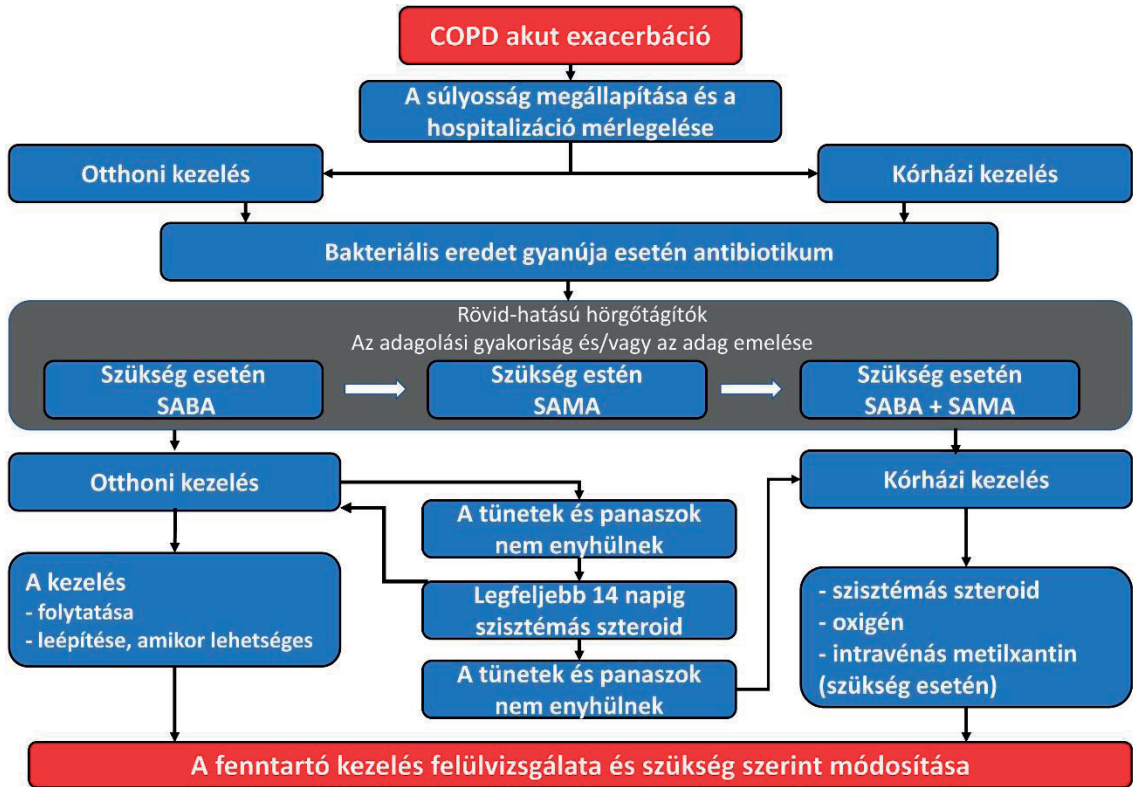 COPD akut exacerbáció
A súlyosság megállapítása és a
hospitalizáció mérlegelése
Otthoni kezelés
Kórházi kezelés
Bakteriális eredet gyanúja esetén antibiotikum
Rövid-hatású hörgőtágítók
Az adagolási gyakoriság és/vagy az adag emelése
Szükség esetén
SABA
Szükség estén
SAMA
Szükség esetén
SABA + SAMA
Otthoni kezelés
Kórházi kezelés
A tünetek és panaszok
nem enyhülnek
A kezelés
- folytatása
- leépítése, amikor lehetséges
Legfeljebb 14 napig
szisztémás szteroid
A tünetek és panaszok
nem enyhülnek
- szisztémás szteroid
- oxigén
- intravénás metilxantin
(szükség esetén)
A fenntartó kezelés felülvizsgálata és szükség szerint módosítása